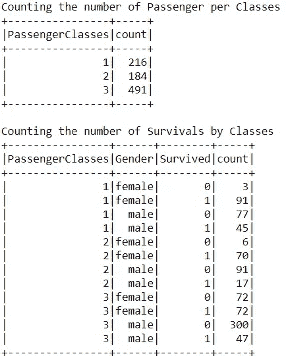 Counting the number of Passenger per Classes
+----------------+-----+
|PassengerClasses|count|
+----------------+-----+
|               1|  216|
|               2|  184|
|               3|  491|
+----------------+-----+
Counting the number of Survivals by Classes
+----------------+------+--------+-----+
|PassengerClasses|Gender|Survived|count|
+----------------+------+--------+-----+
|               1|female|       0|    3|
|               1|female|       1|   91|
|               1|  male|       0|   77|
|               1|  male|       1|   45|
|               2|female|       0|    6|
|               2|female|       1|   70|
|               2|  male|       0|   91|
|               2|  male|       1|   17|
|               3|female|       0|   72|
|               3|female|       1|   72|
|               3|  male|       0|  300|
|               3|  male|       1|   47|
+----------------+------+--------+-----+